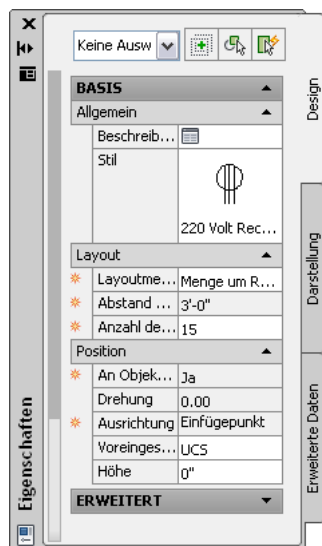 Keine Ausw
BASIS
Allgemein
Beschreib...
Stil
220 Volt Rec...
Layout
Layoutme... Menge um R...
Abstand ... 3'-0"
Anzahl de... 15
Position
An Objek... Ja
Drehung 0.00
Ausrichtung Einfügepunkt
Voreinges... UCS
Höhe 0"
ERWEITERT
Design
Darstellung
Erweiterte Daten
Eigenschaften